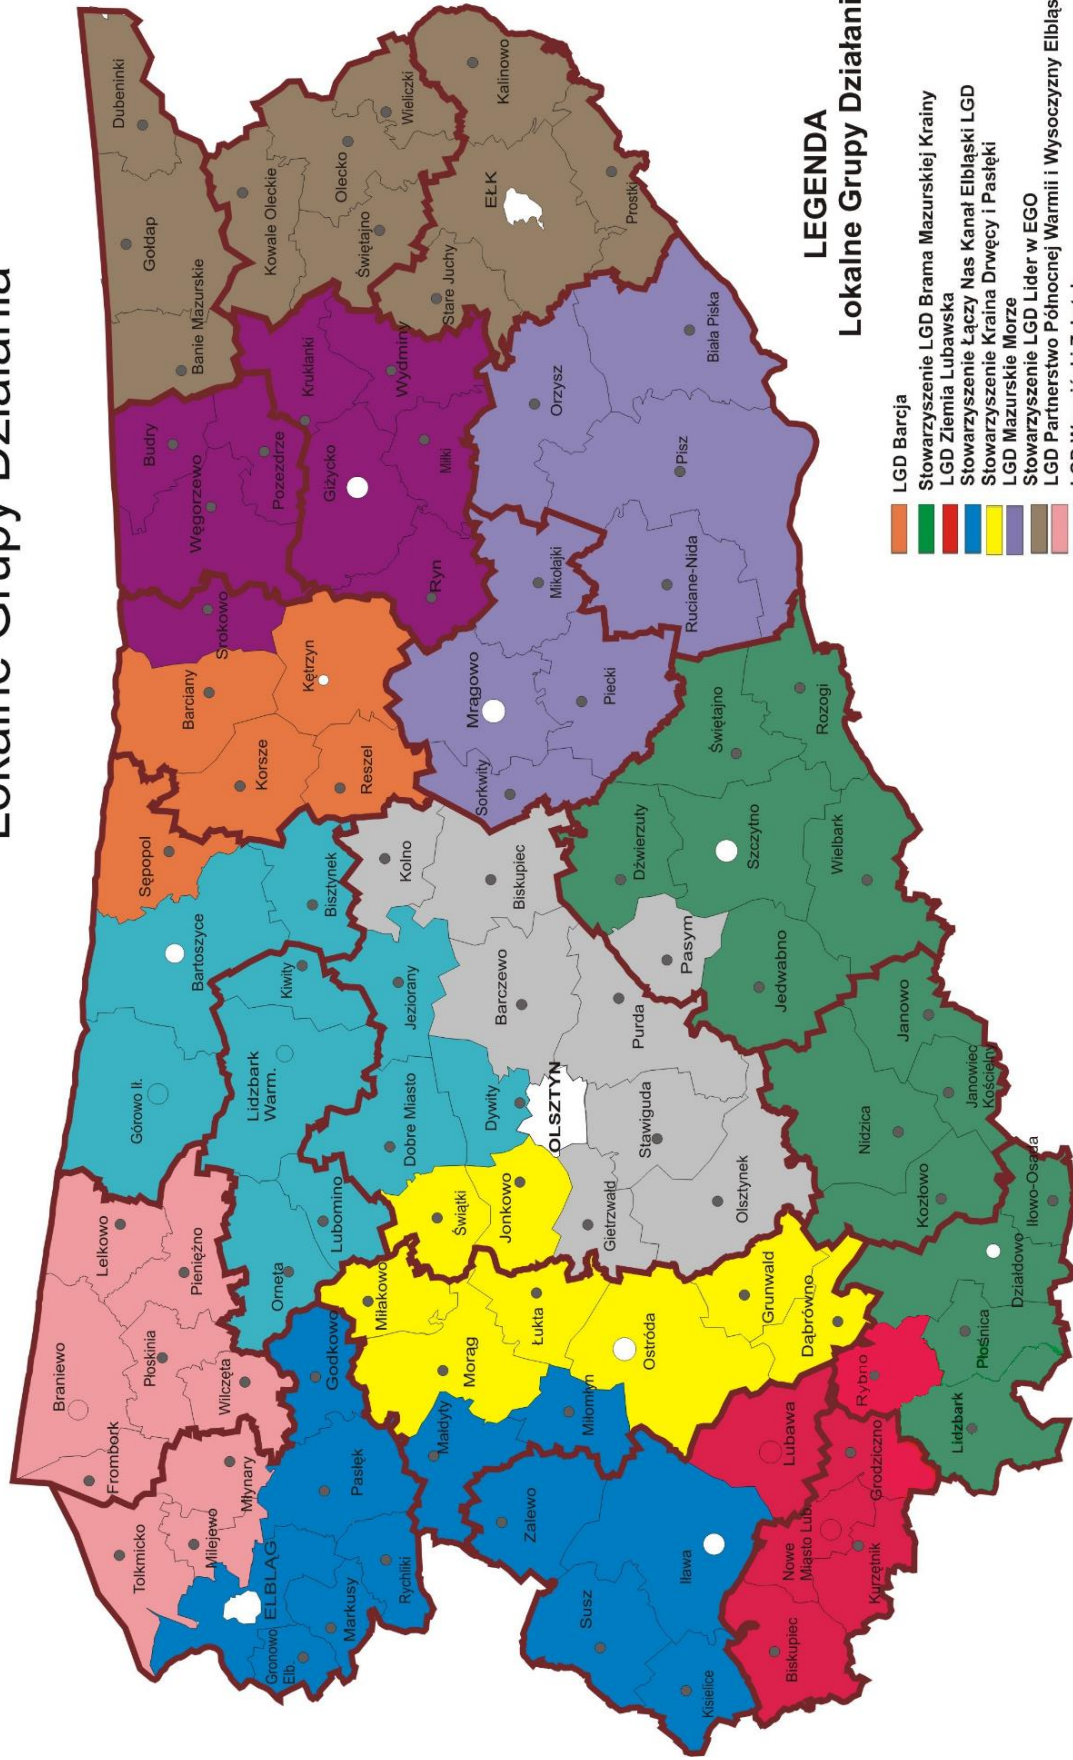 Lokalne Grupy Działania
Dubeninki
Gołdap
Banie Mazurskie
Budry
Węgorzewo
Pozezdrze
Srokowo
Barciany
Korsze
Kętrzyn
Reszel
Sępopol
Bartoszyce
Bisztynek
Górowo Ił.
Kiwity
Lidzbark
Warm.
Lelkowo
Pieniężno
Orneta
Lubomino
Braniewo
Płoskinia
Wilczęta
Frombork
Młynary
Tolkmicko
Milejewo
Kowale Oleckie
Olecko
Wieliczki
Świętajno
Kalinowo
EŁK
Stare Juchy
Prostki
Kruklanki
Wydminy
Giżycko
Miłki
Ryn
Orzysz
Biała Piska
Pisz
Mikołajki
Ruciane-Nida
Mrągowo
Piecki
Sorkwity
Kolno
Biskupiec
Jeziorany
Barczewo
Dobre Miasto
Dywity
OLSZTYN
Purda
Pasym
Stawiguda
Gietrzwałd
Olsztynek
Świątki
Jonkowo
Świętajno
Rozogi
Dźwierzuty
Szczytno
Wielbark
Jedwabno
Janowo
Janowiec
Kościelny
Nidzica
Kozłowo
Iłowo-Osada
Działdowo
Płośnica
Lidzbark
Miłakowo
Morąg
Łukta
Ostróda
Grunwald
Dąbrówno
Godkowo
Pasłęk
Małdyty
Miłomłyn
ELBLĄG
Gronowo
Elb.
Markusy
Rychliki
Zalewo
Susz
Iława
Kisielice
Rybno
Lubawa
Grodziczno
Nowe
Miasto Lub.
Kurzętnik
Biskupiec
LEGENDA
Lokalne Grupy Działani
LGD Barcja
Stowarzyszenie LGD Brama Mazurskiej Krainy
LGD Ziemia Lubawska
Stowarzyszenie Łączy Nas Kanał Elbląski LGD
Stowarzyszenie Kraina Drwęcy i Pasłęki
LGD Mazurskie Morze
Stowarzyszenie LGD Lider w EGO
LGD Partnerstwo Północnej Warmii i Wysoczyzny Elbląs